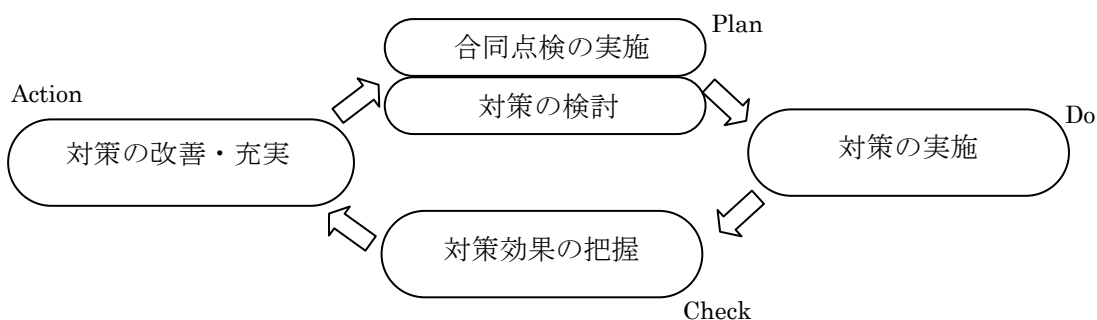 Plan
合同点検の実施
対策の検討
Action
対策の改善・充実
Do
対策の実施
対策効果の把握
Check